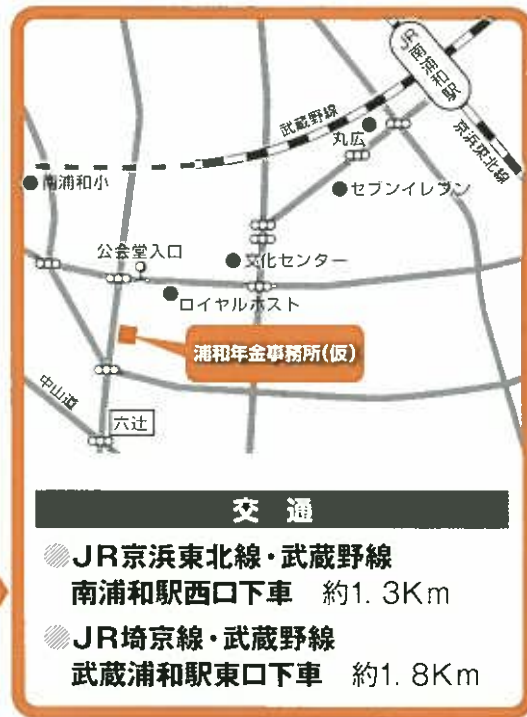 JR
南浦和駅
武蔵野線
丸広
京浜東北線
南浦和小
セブンイレブン
公会堂入口
文化センター
ロイヤルホスト
浦和年金事務所(仮)
中山道
六辻
交 通
JR京浜東北線・武蔵野線
南浦和駅西口下車 約1.3Km
JR埼京線・武蔵野線
武蔵浦和駅東口下車 約1.8Km